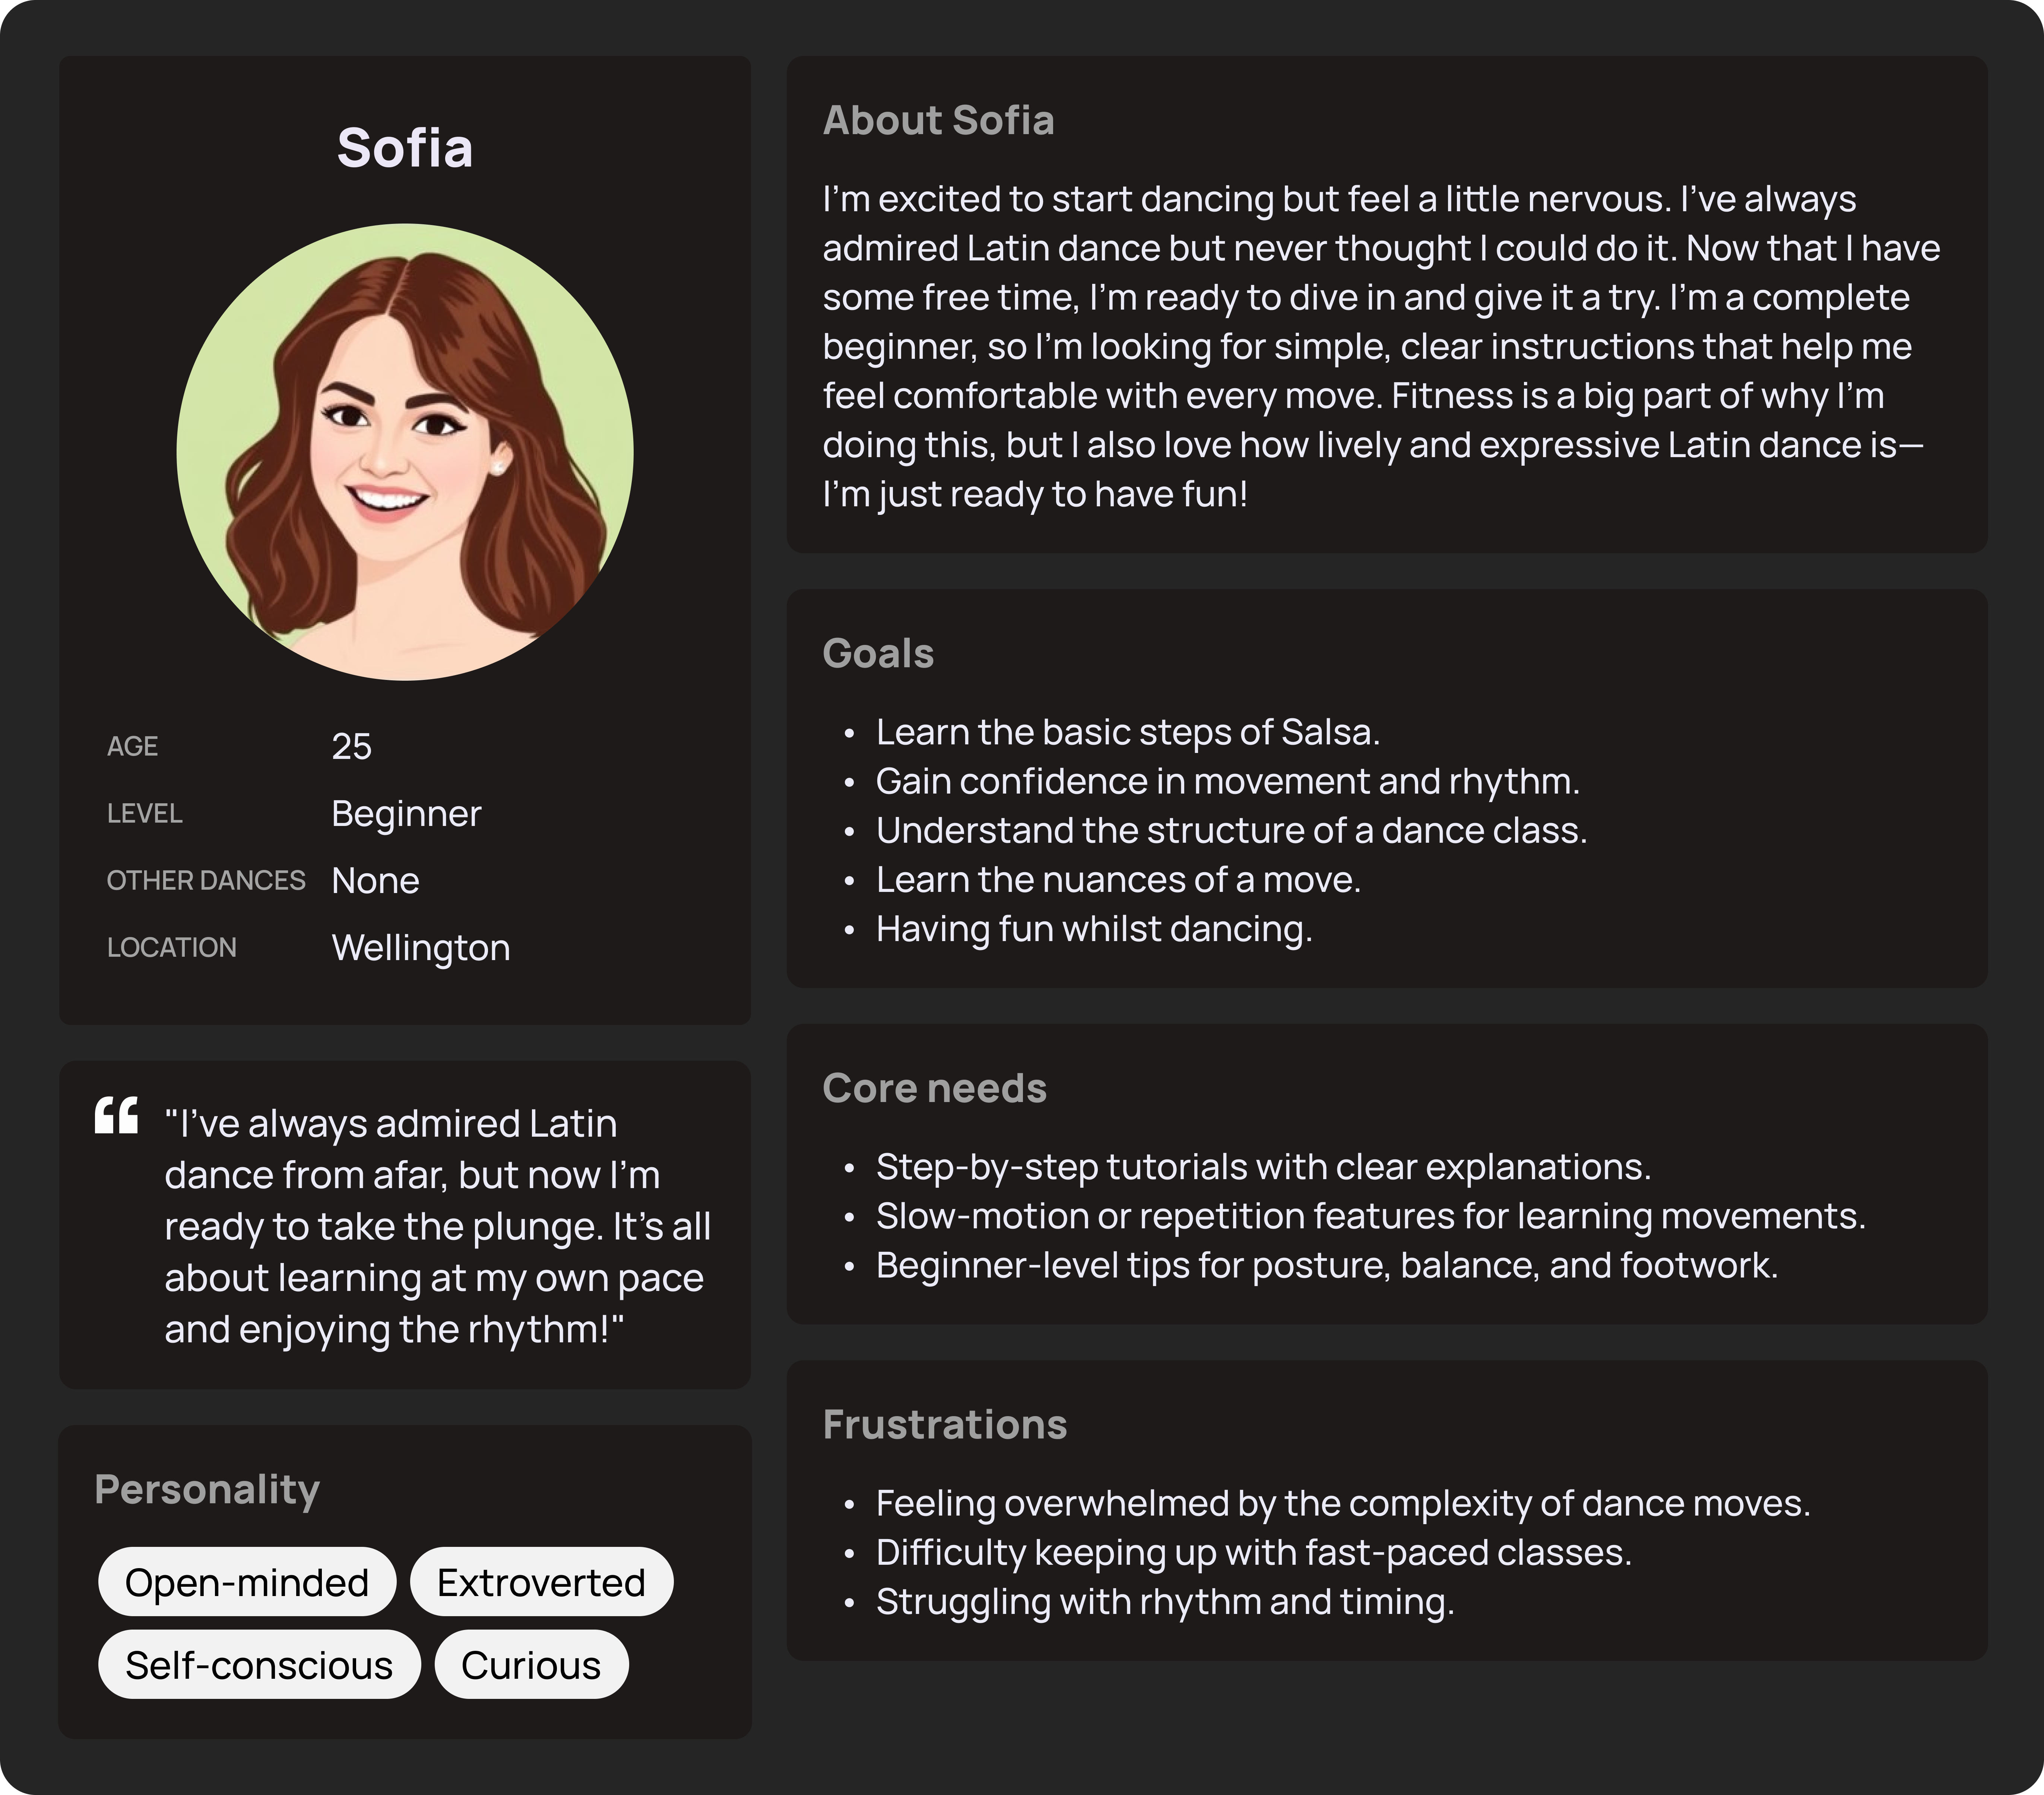 Sofia
AGE 25
LEVEL Beginner
OTHER DANCES None
LOCATION Wellington
"I’ve always admired Latin
dance from afar, but now I’m
ready to take the plunge. It’s all
about learning at my own pace
and enjoying the rhythm!"
Personality
Open-minded Extroverted
Self-conscious Curious
About Sofia
I’m excited to start dancing but feel a little nervous. I’ve always
admired Latin dance but never thought I could do it. Now that I have
some free time, I’m ready to dive in and give it a try. I’m a complete
beginner, so I’m looking for simple, clear instructions that help me
feel comfortable with every move. Fitness is a big part of why I’m
doing this, but I also love how lively and expressive Latin dance is—
I’m just ready to have fun!
Goals
• Learn the basic steps of Salsa.
• Gain confidence in movement and rhythm.
• Understand the structure of a dance class.
• Learn the nuances of a move.
• Having fun whilst dancing.
Core needs
• Step-by-step tutorials with clear explanations.
• Slow-motion or repetition features for learning movements.
• Beginner-level tips for posture, balance, and footwork.
Frustrations
• Feeling overwhelmed by the complexity of dance moves.
• Difficulty keeping up with fast-paced classes.
• Struggling with rhythm and timing.